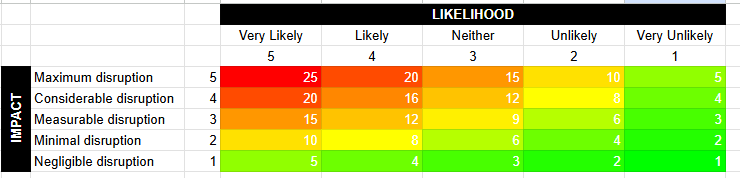 LIKELIHOOD
Very Likely Likely Neither Unlikely Very Unlikely
5 4 3 2 1
IMPACT
Maximum disruption 5 25 20 15 10 5
Considerable disruption 4 20 16 12 8 4
Measurable disruption 3 15 12 9 6 3
Minimal disruption 2 10 8 6 4 2
Negligible disruption 1 5 4 3 2 1